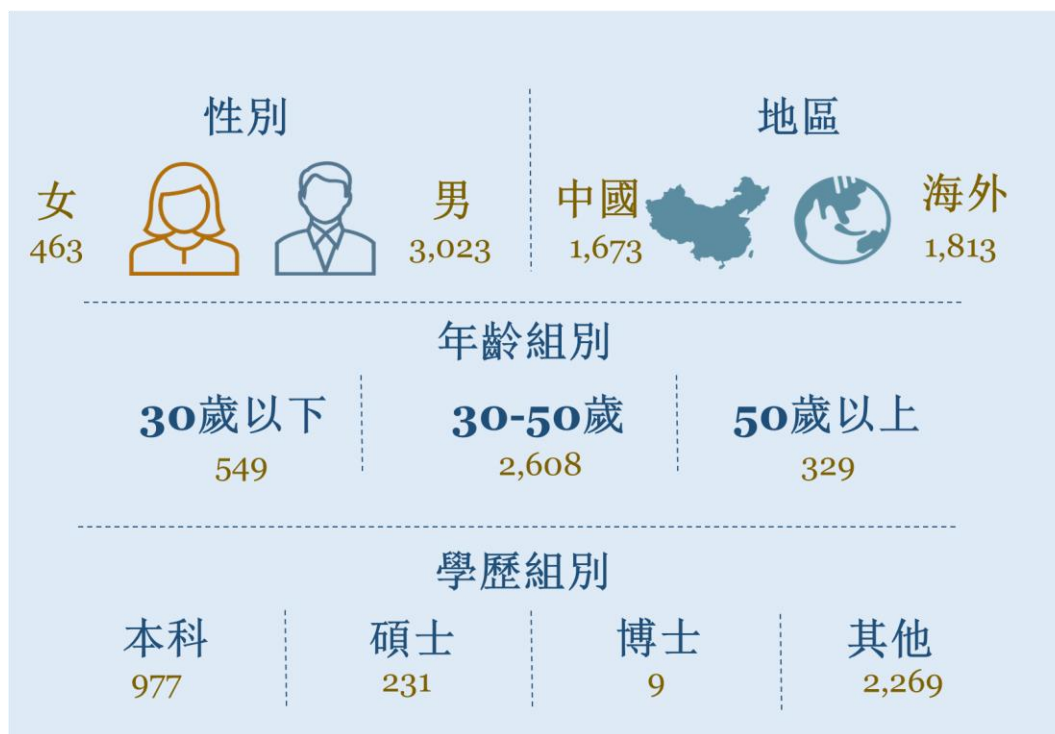 性別
地區
女
463
男
3,023
中國
1,673
海外
1,813
年齡組別
30歲以下
30-50歲
50歲以上
549
2,608
329
學歷組別
本科
碩士
博士
其他
977
231
9
2,269